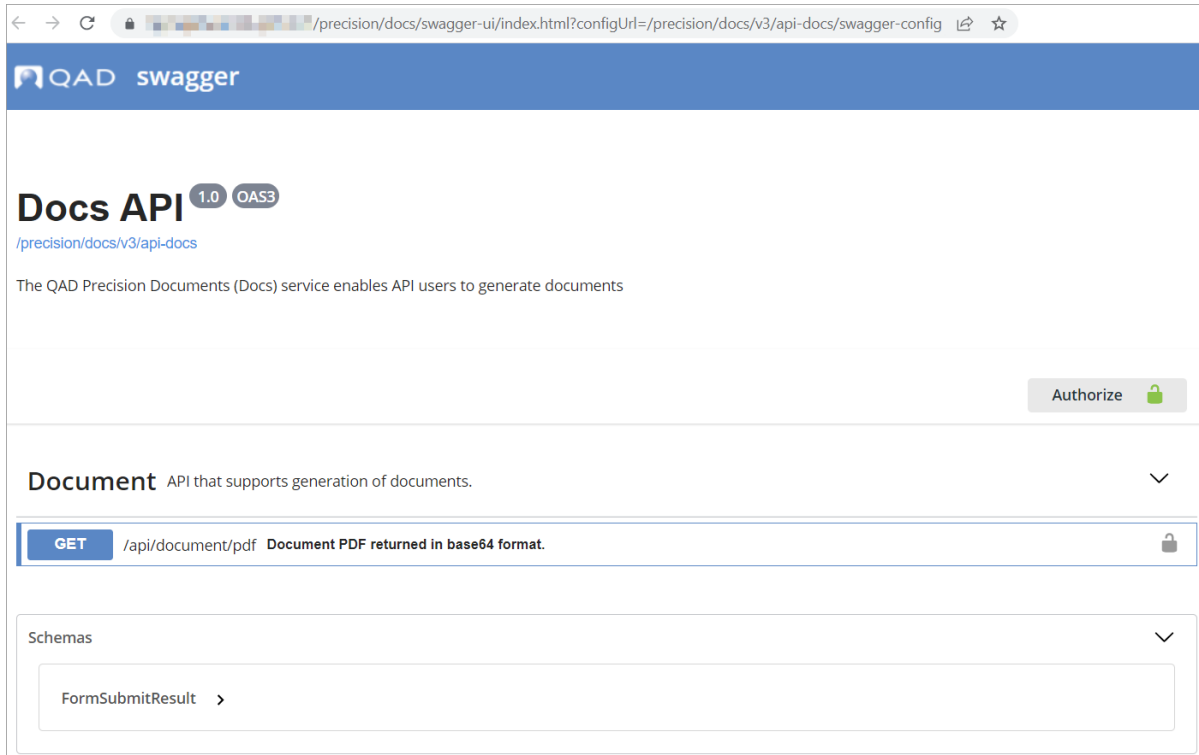 /precision/docs/swagger-ui/index.html?configUrl=/precision/docs/v3/api-docs/swagger-config
QAD swagger
Docs API 1.0 OAS3
/precision/docs/v3/api-docs
The QAD Precision Documents (Docs) service enables API users to generate documents
Authorize
Document API that supports generation of documents.
GET /api/document/pdf Document PDF returned in base64 format.
Schemas
FormSubmitResult